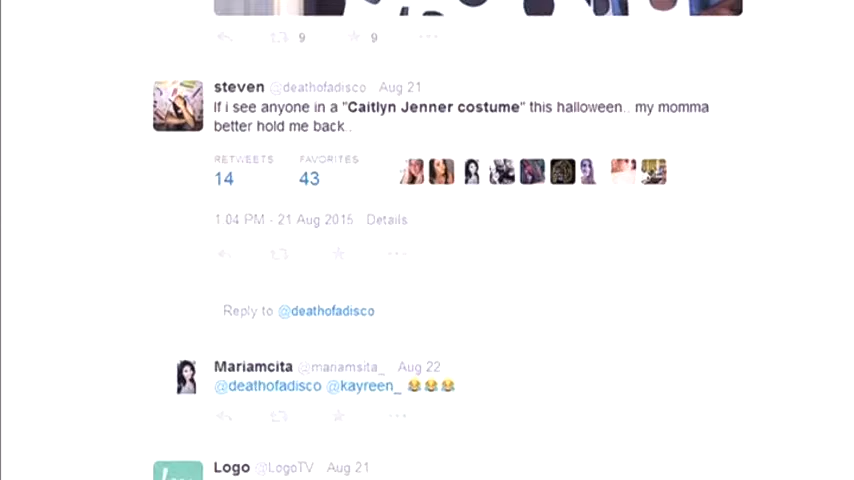 9 9
steven @deathofadisco Aug 21
If i see anyone in a "Caitlyn Jenner costume" this halloween.. my momma
better hold me back..
RETWEETS FAVORITES
14 43
1:04 PM - 21 Aug 2015 Details
Reply to @deathofadisco
Mariamcita @mariamsita_ Aug 22
@deathofadisco @kayreen_ 😂😂😂
Logo @LogoTV Aug 21